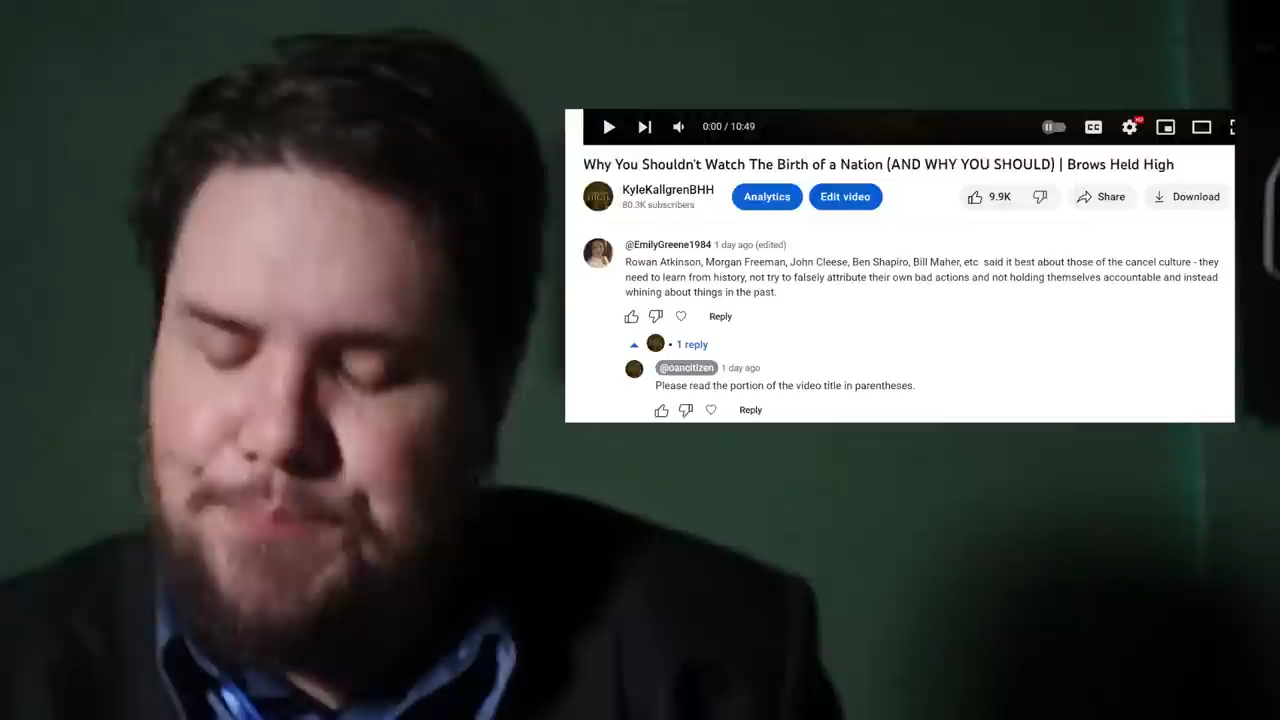 0:00 / 10:49
CC
HD
Why You Shouldn't Watch The Birth of a Nation (AND WHY YOU SHOULD) | Brows Held High
KyleKallgrenBHH
80.3K subscribers
Analytics
Edit video
9.9K
Share
Download
@EmilyGreene1984 1 day ago (edited)
Rowan Atkinson, Morgan Freeman, John Cleese, Ben Shapiro, Bill Maher, etc said it best about those of the cancel culture - they
need to learn from history, not try to falsely attribute their own bad actions and not holding themselves accountable and instead
whining about things in the past.
Reply
• 1 reply
@oancitizen 1 day ago
Please read the portion of the video title in parentheses.
Reply